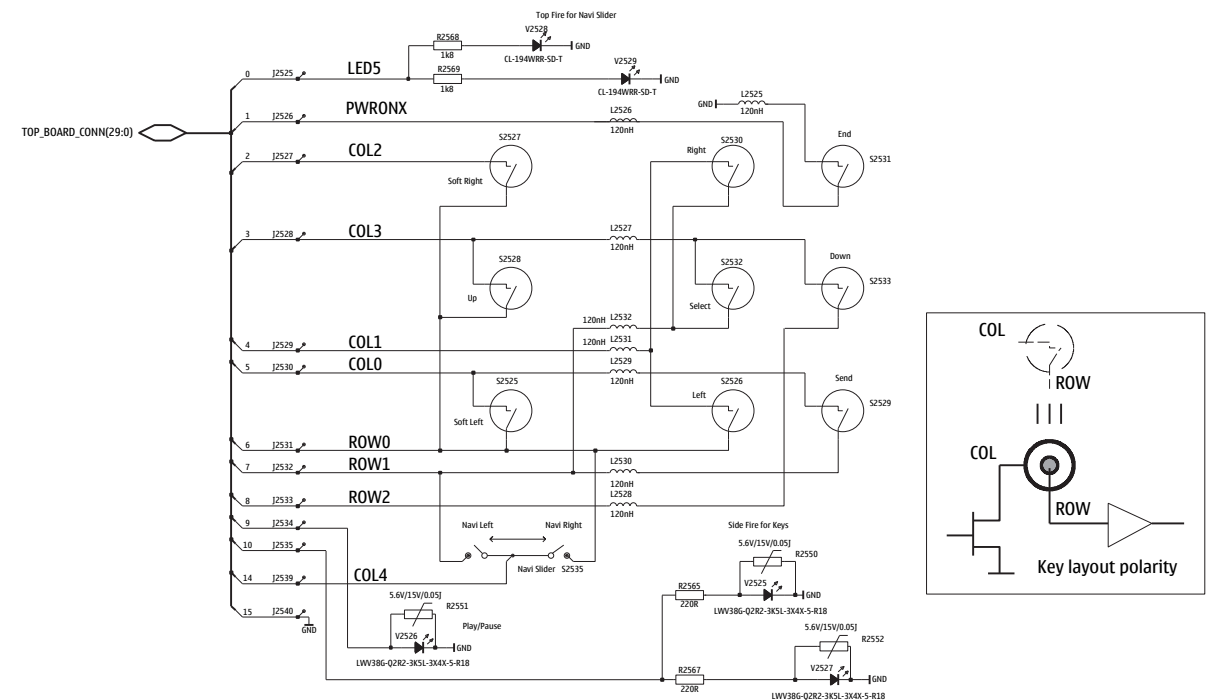 Top Fire for Navi Slider
R2568
1k8
V2528
CL-194WRR-SD-T
GND
0
J2525
LED5
R2569
1k8
V2529
CL-194WRR-SD-T
GND
TOP_BOARD_CONN(29:0)
1
J2526
PWRONX
L2526
120nH
GND
L2525
120nH
End
S2531
2
J2527
COL2
S2527
Soft Right
Right
S2530
3
J2528
COL3
L2527
120nH
S2528
Up
S2532
Select
Down
S2533
120nH L2532
4
J2529
COL1
120nH L2531
5
J2530
COL0
L2529
120nH
S2525
Soft Left
Left
S2526
Send
S2529
6
J2531
ROW0
7
J2532
ROW1
L2530
120nH
8
J2533
ROW2
L2528
120nH
9
J2534
10
J2535
Navi Left
Navi Right
Navi Slider
S2535
14
J2539
COL4
15
J2540
GND
5.6V/15V/0.05J
R2551
Play/Pause
V2526
GND
LWV38G-Q2R2-3K5L-3X4X-5-R18
Side Fire for Keys
5.6V/15V/0.05J
R2550
R2565
220R
V2525
GND
LWV38G-Q2R2-3K5L-3X4X-5-R18
5.6V/15V/0.05J
R2552
R2567
220R
V2527
GND
LWV38G-Q2R2-3K5L-3X4X-5-R18
COL
ROW
COL
ROW
Key layout polarity